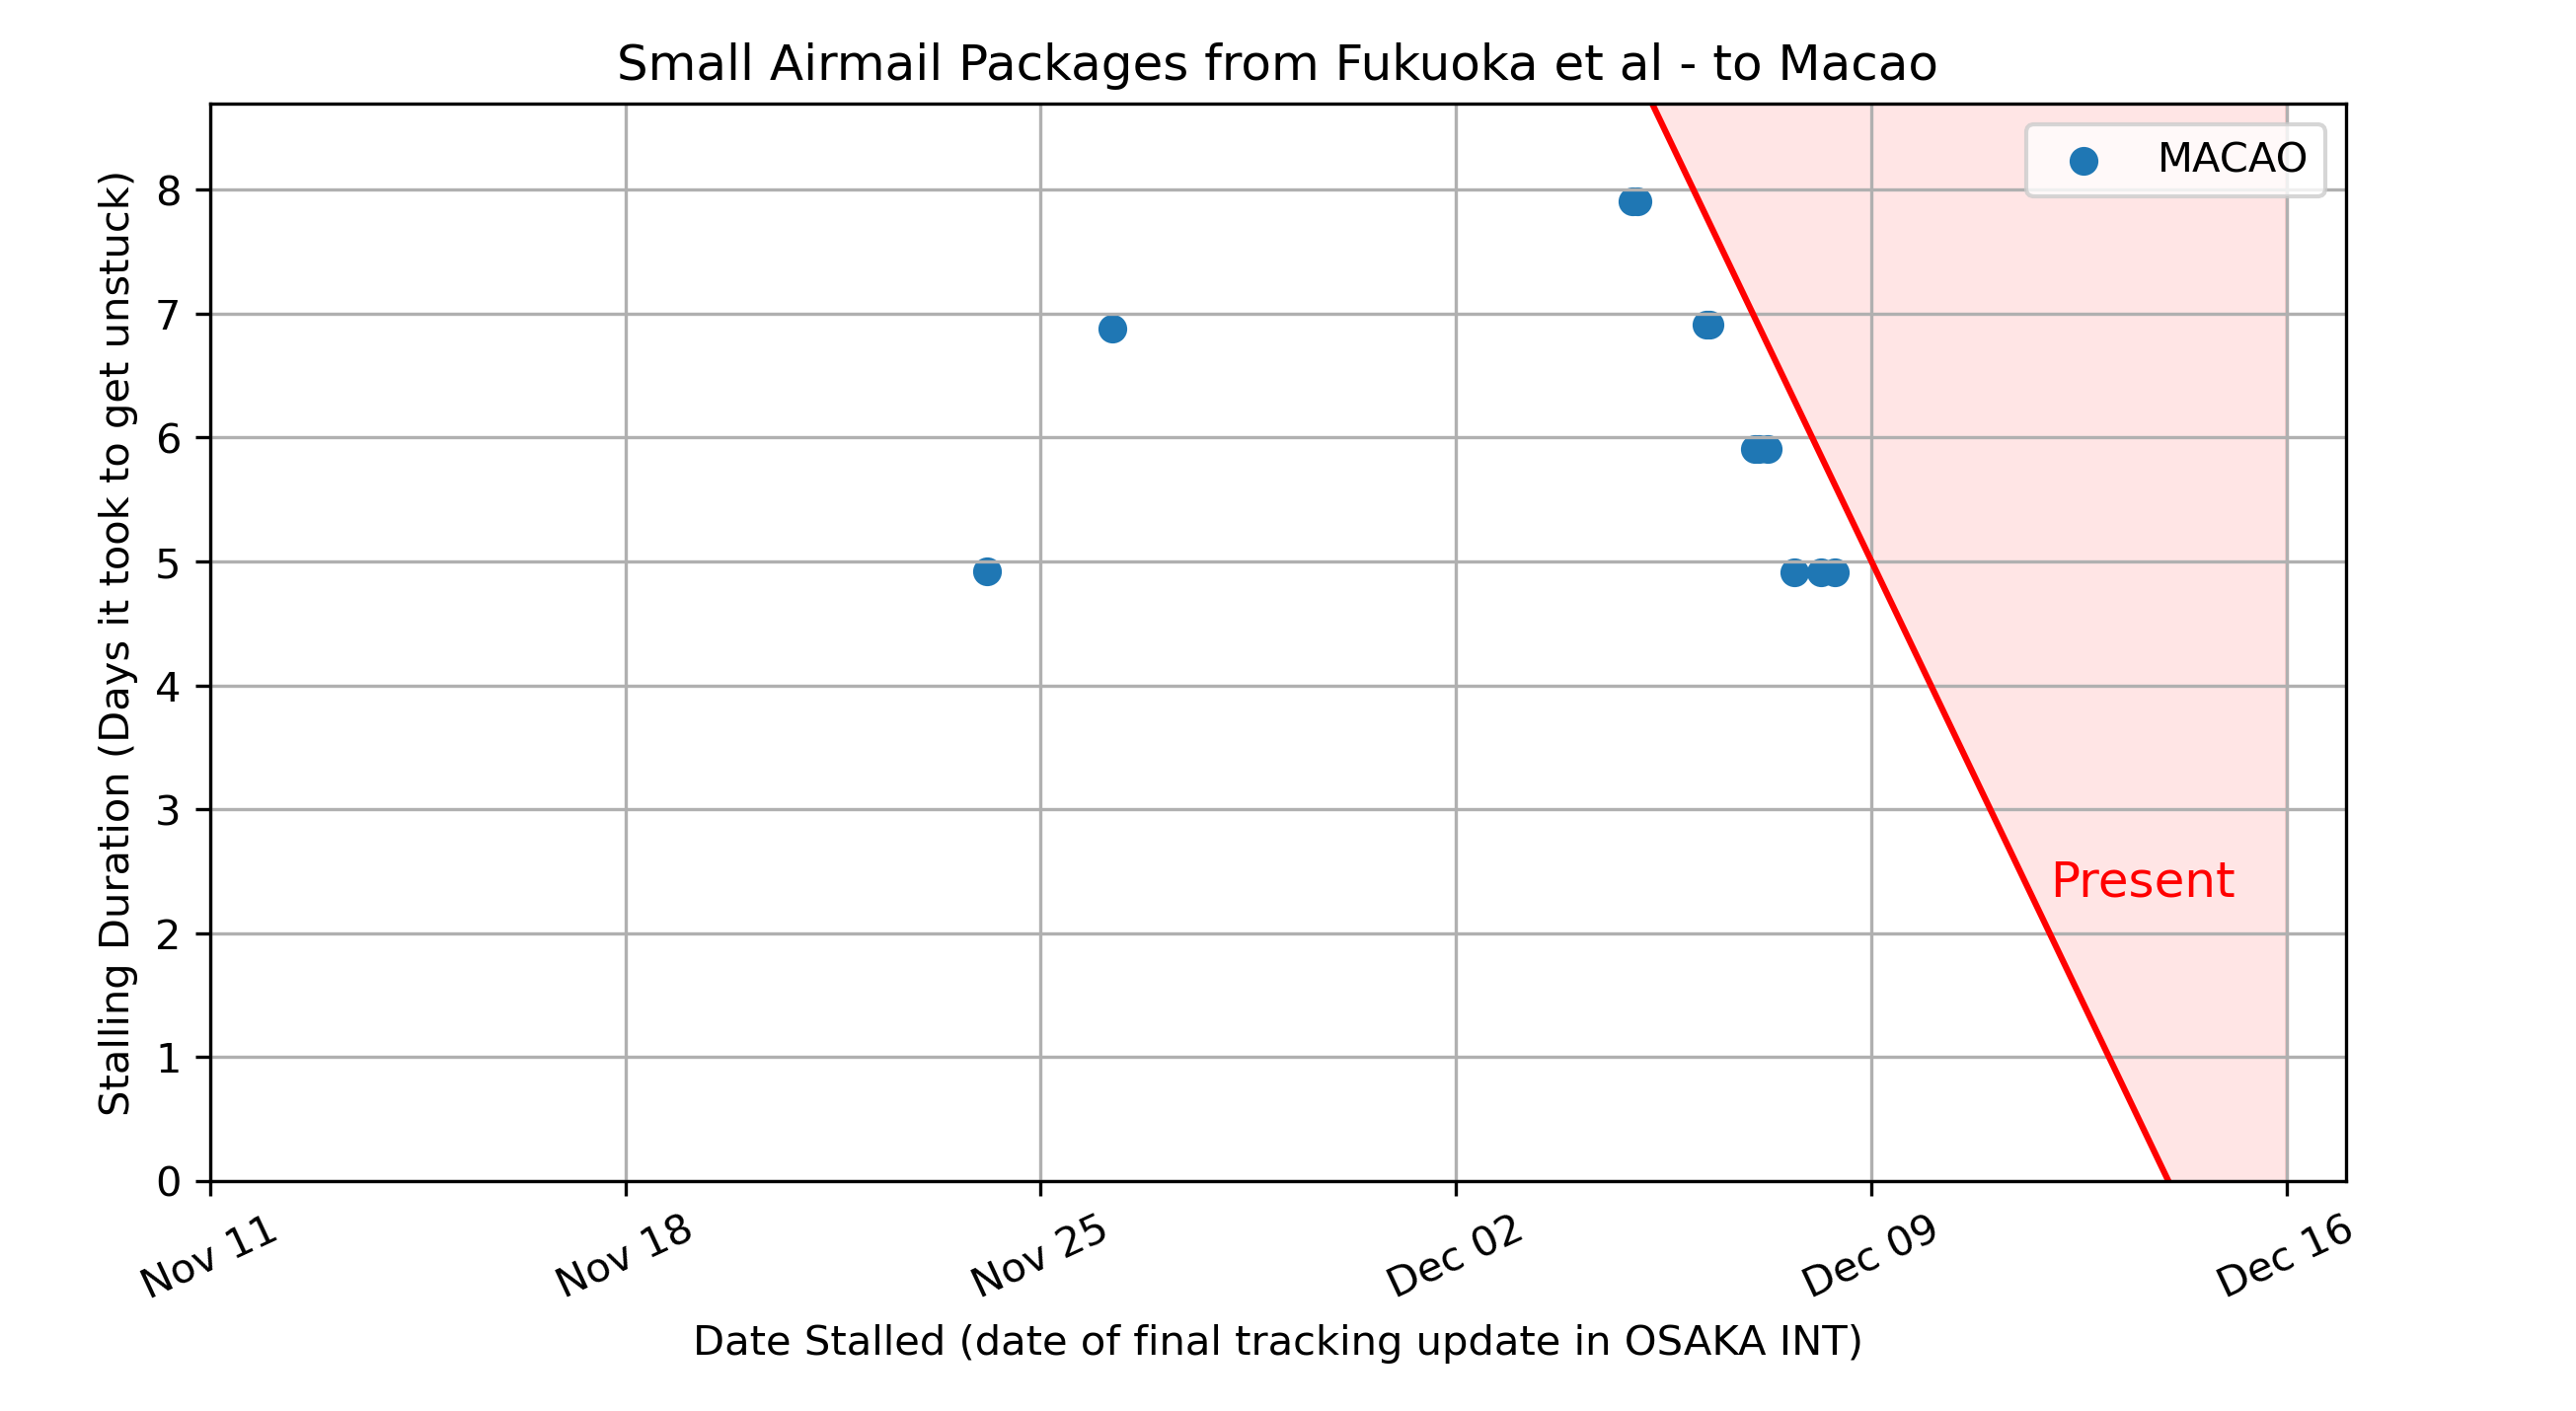 Small Airmail Packages from Fukuoka et al - to Macao
MACAO
Stalling Duration (Days it took to get unstuck)
8
7
6
5
4
3
2
1
0
Present
Nov 11
Nov 18
Nov 25
Dec 02
Dec 09
Dec 16
Date Stalled (date of final tracking update in OSAKA INT)